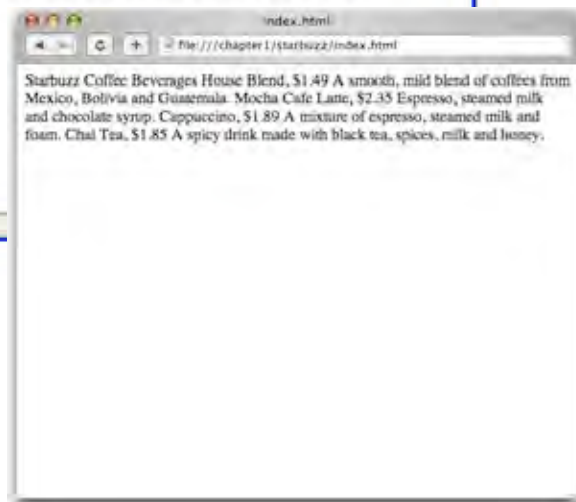 index.html
file:///chapter1/starbuzz/index.html
Starbuzz Coffee Beverages House Blend, $1.49 A smooth, mild blend of coffees from
Mexico, Bolivia and Guatemala. Mocha Cafe Latte, $2.35 Espresso, steamed milk
and chocolate syrup. Cappuccino, $1.89 A mixture of espresso, steamed milk and
foam. Chai Tea, $1.85 A spicy drink made with black tea, spices, milk and honey.